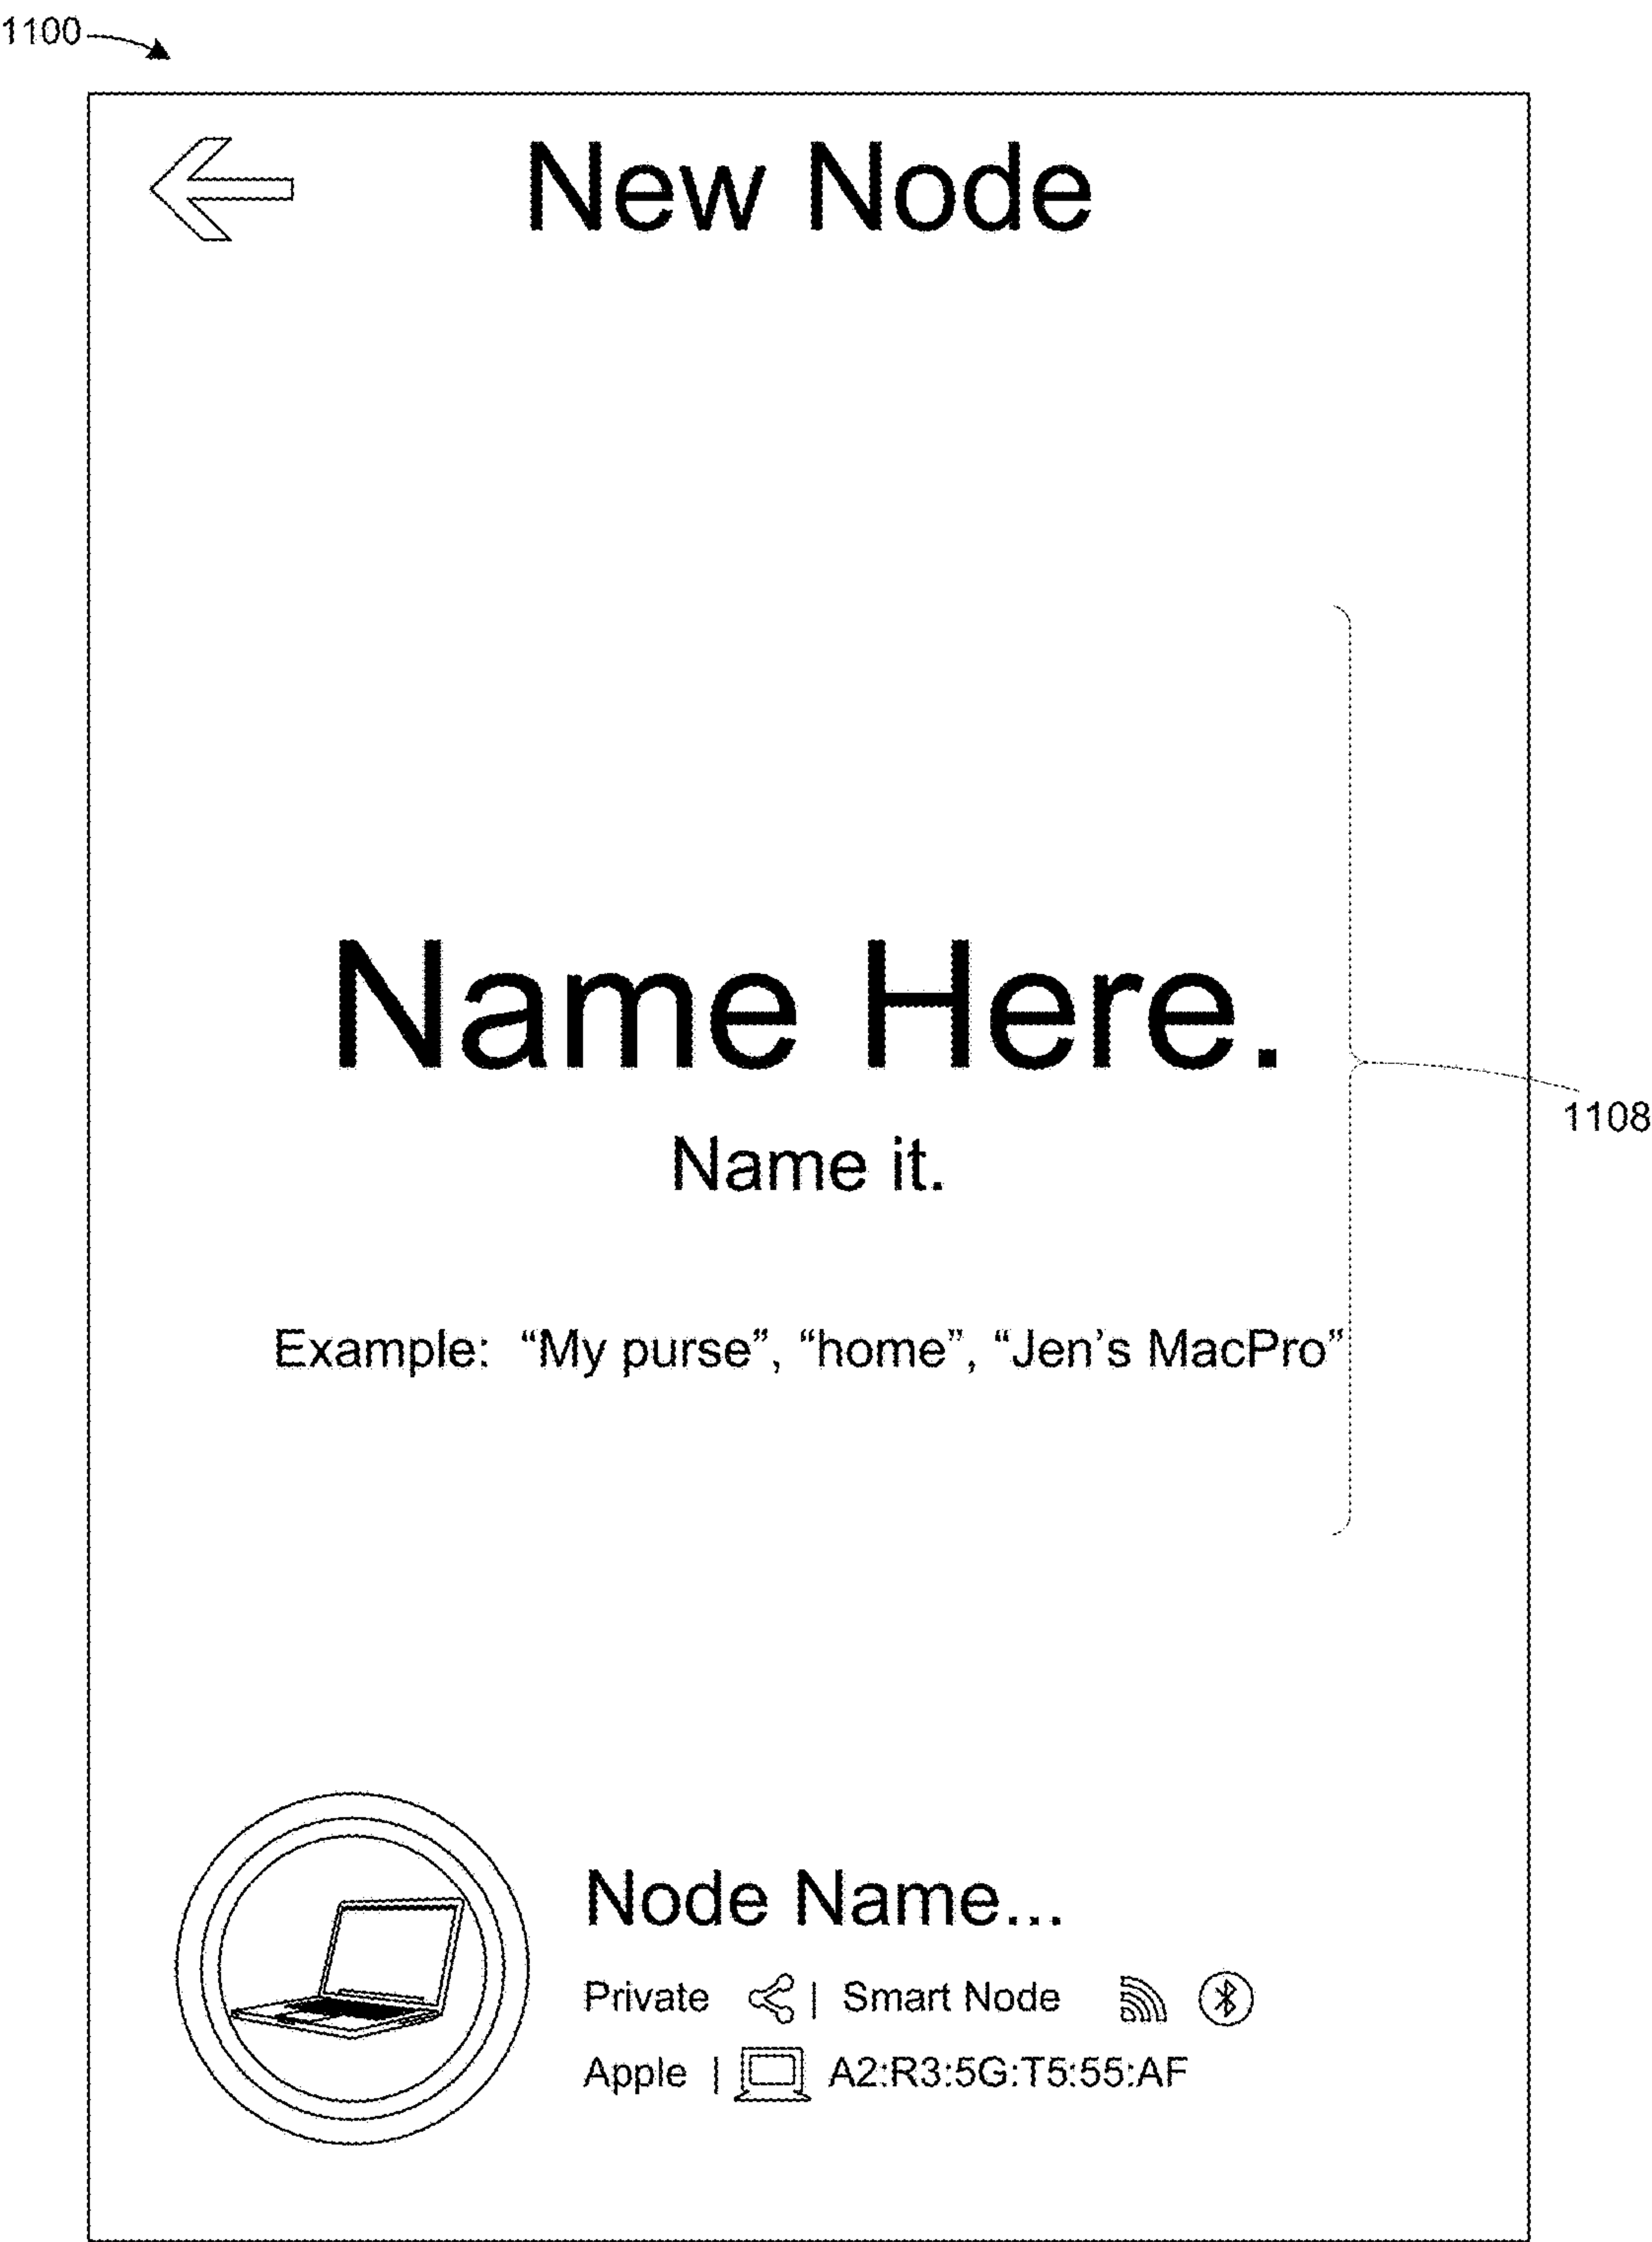 1100
New Node
Name Here.
1108
Name it.
Example: “My purse”, “home”, “Jen’s MacPro”
Node Name...
Private | Smart Node
Apple | A2:R3:5G:T5:55:AF